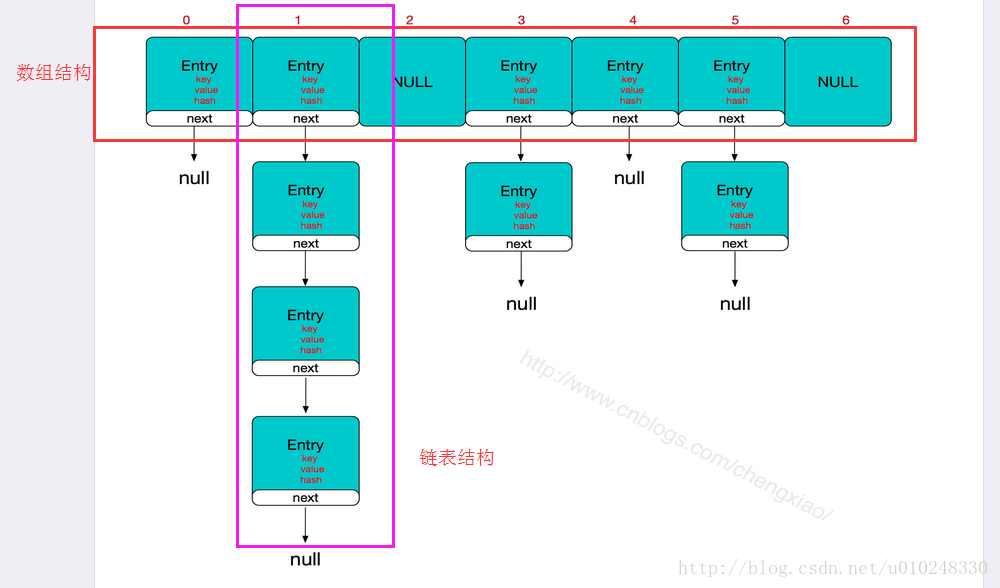 0 1 2 3 4 5 6
数组结构
Entry
key
value
hash
next
Entry
key
value
hash
next
NULL
Entry
key
value
hash
next
Entry
key
value
hash
next
Entry
key
value
hash
next
NULL
null
Entry
key
value
hash
next
Entry
key
value
hash
next
null
Entry
key
value
hash
next
null
null
Entry
key
value
hash
next
Entry
key
value
hash
next
null
链表结构
http://www.cnblogs.com/chengxiao/
http://blog.csdn.net/u010248330